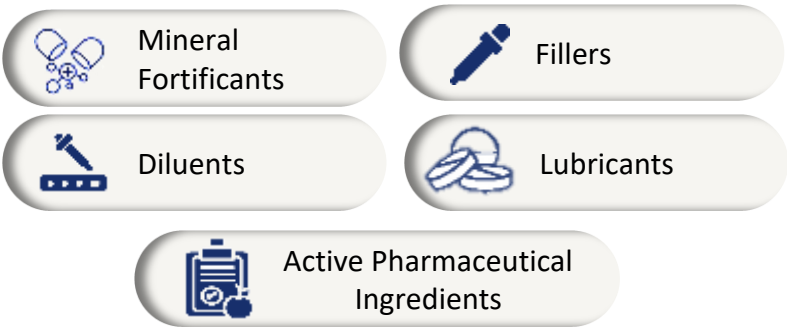 Mineral
Fortificants
Fillers
Diluents
Lubricants
Active Pharmaceutical
Ingredients